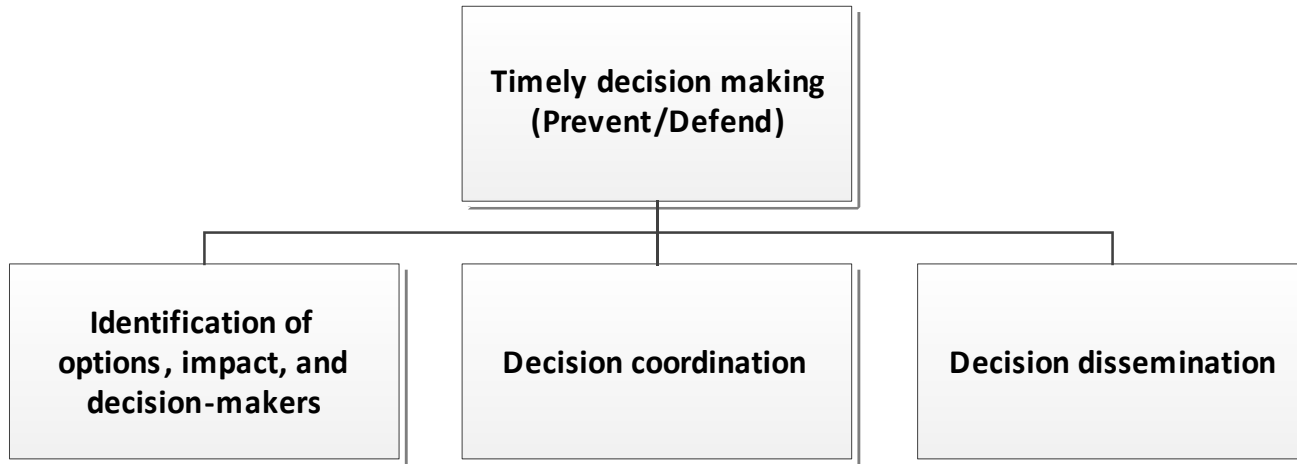 Timely decision making
(Prevent/Defend)
Identification of
options, impact, and
decision-makers
Decision coordination
Decision dissemination